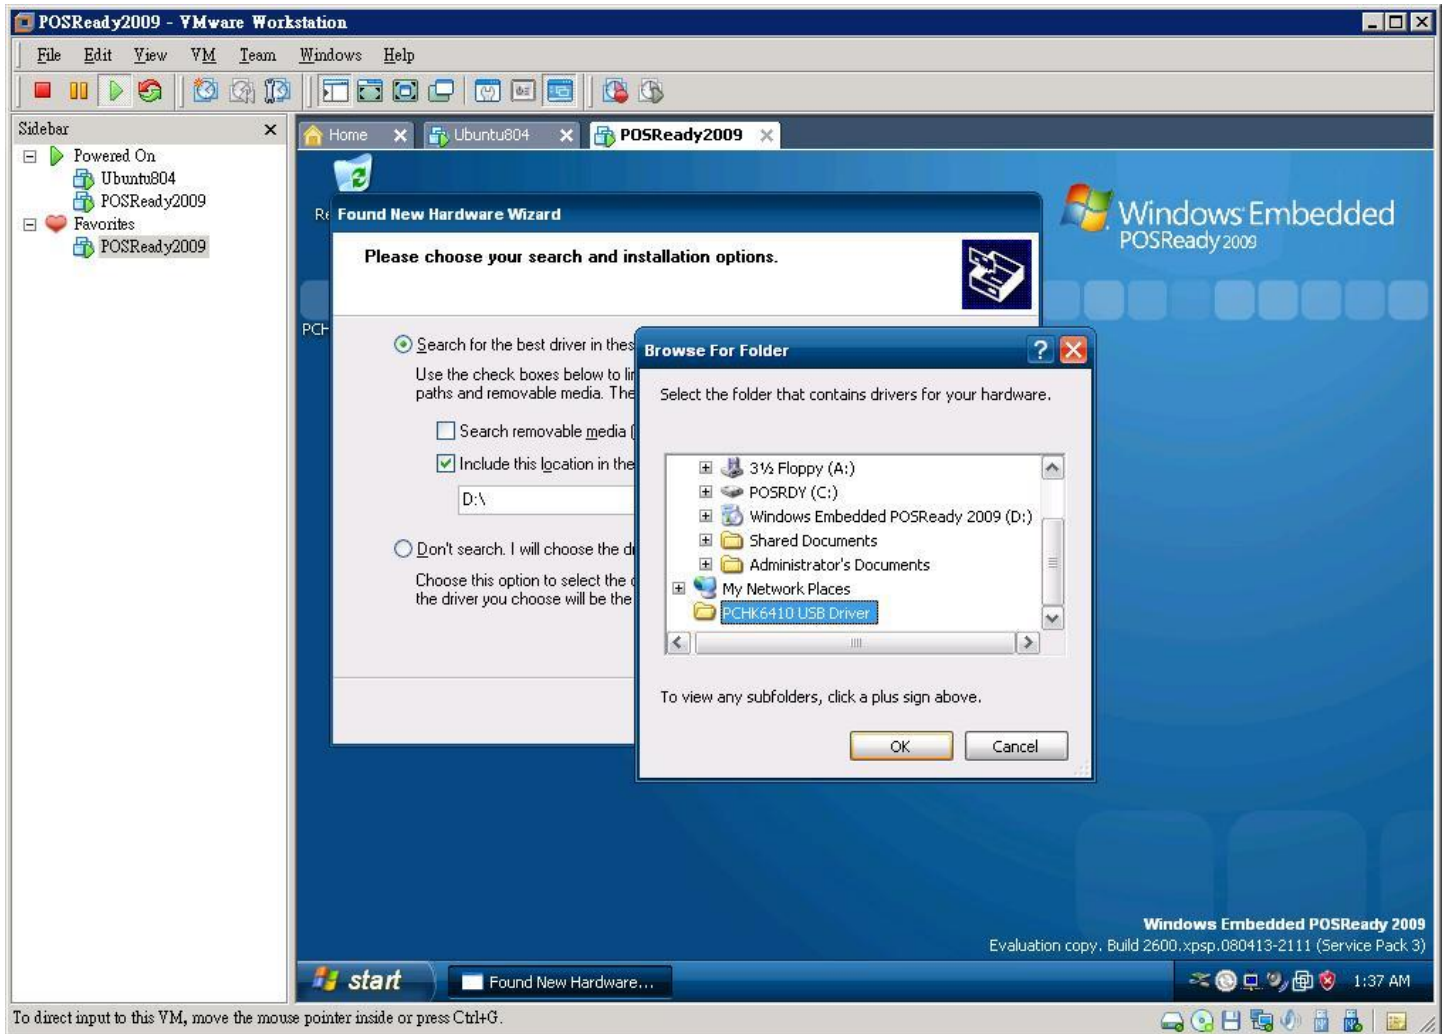 POSReady2009 - VMware Workstation
File Edit View VM Team Windows Help
Sidebar
Powered On
Ubuntu804
POSReady2009
Favorites
POSReady2009
Home
Ubuntu804
POSReady2009
Windows Embedded
POSReady 2009
Found New Hardware Wizard
Please choose your search and installation options.
Search for the best driver in thes
Use the check boxes below to lim
paths and removable media. The
Search removable media (
Include this location in the
D:\
Don't search. I will choose the d
Choose this option to select the
the driver you choose will be the
Browse For Folder
Select the folder that contains drivers for your hardware.
3½ Floppy (A:)
POSRDY (C:)
Windows Embedded POSReady 2009 (D:)
Shared Documents
Administrator's Documents
My Network Places
PCHK6410 USB Driver
To view any subfolders, click a plus sign above.
OK Cancel
Windows Embedded POSReady 2009
Evaluation copy. Build 2600.xpsp.080413-2111 (Service Pack 3)
start
Found New Hardware...
1:37 AM
To direct input to this VM, move the mouse pointer inside or press Ctrl+G.